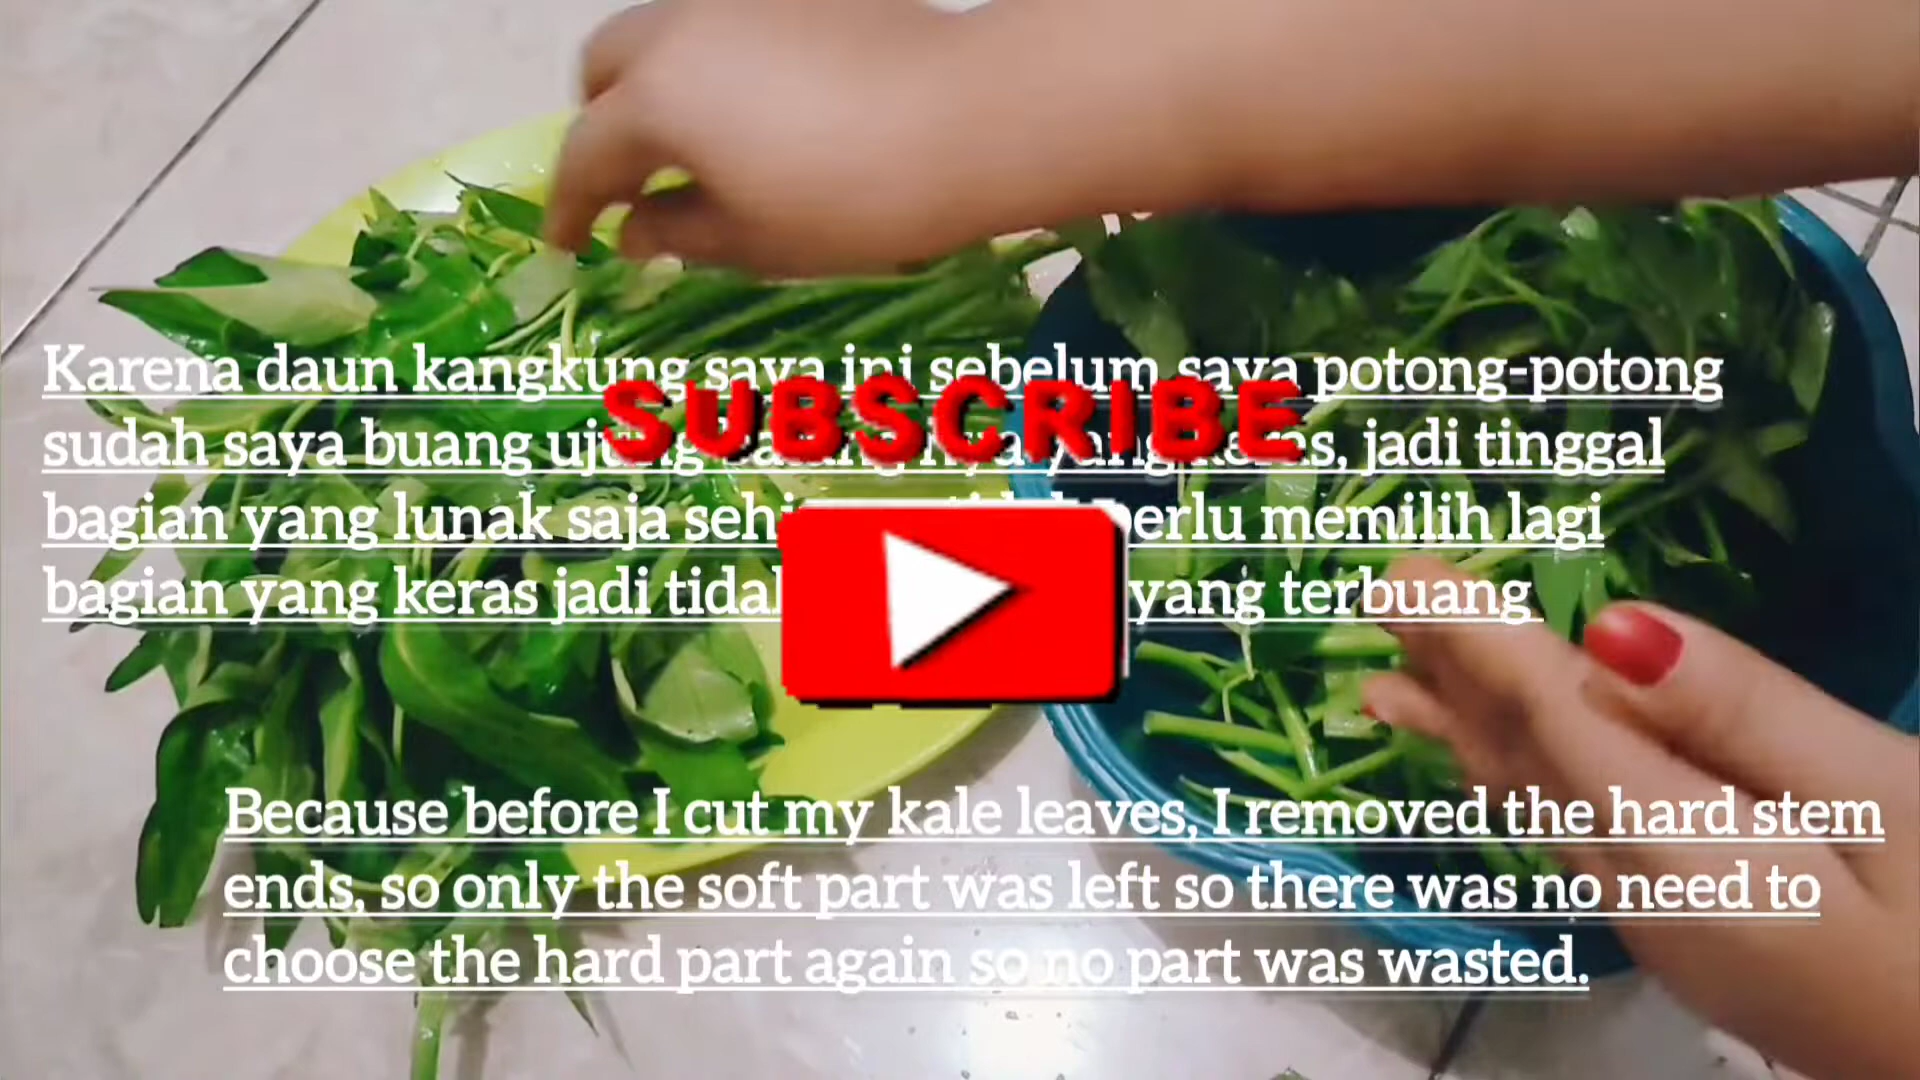 Karena daun kangkung saya ini sebelum saya potong-potong
SUBSCRIBE
sudah saya buang ujung yang keras, jadi tinggal
bagian yang lunak saja perlu memilih lagi
bagian yang keras jadi yang terbuang
Because before I cut my kale leaves, I removed the hard stem
ends, so only the soft part was left so there was no need to
choose the hard part again so no part was wasted.